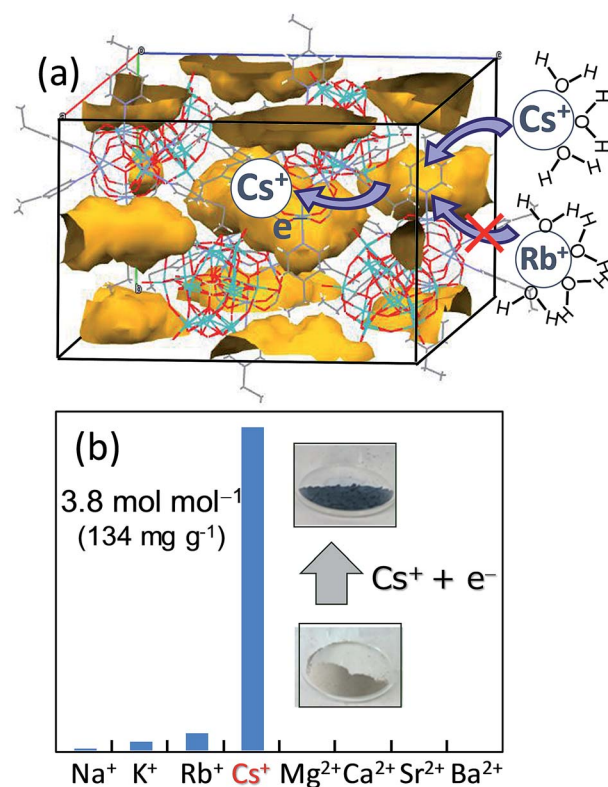 (a)
o
c
a
b
Cs⁺
e⁻
H
O
H
H
O
H
H
O
H
Cs⁺
H
O
H
H
O
H
H
O
H
H
O
H
Rb⁺
(b)
3.8 mol mol⁻¹
(134 mg g⁻¹)
Cs⁺ + e⁻
Na⁺ K⁺ Rb⁺ Cs⁺ Mg²⁺ Ca²⁺ Sr²⁺ Ba²⁺